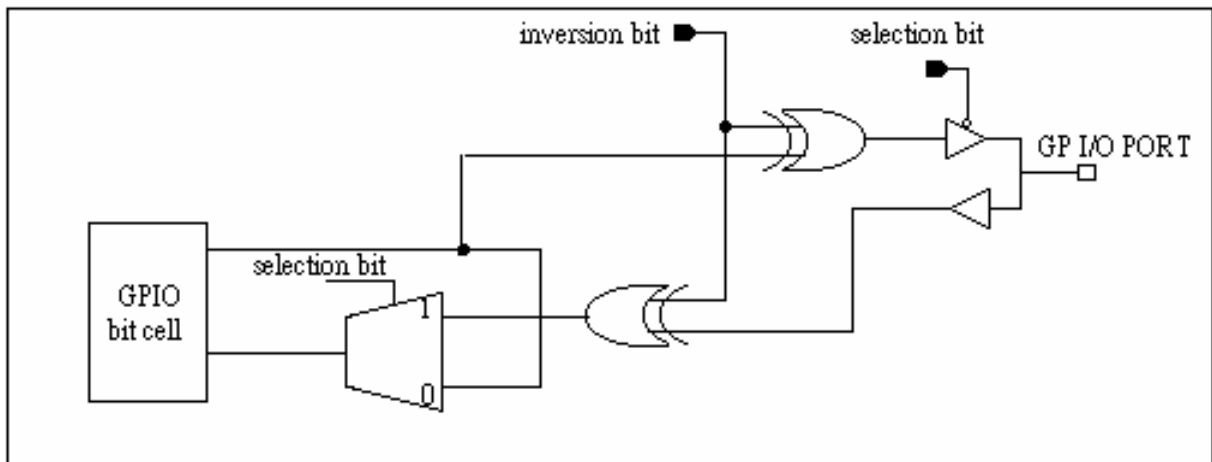 inversion bit
selection bit
GP I/O PORT
selection bit
GPIO
bit cell
1
0